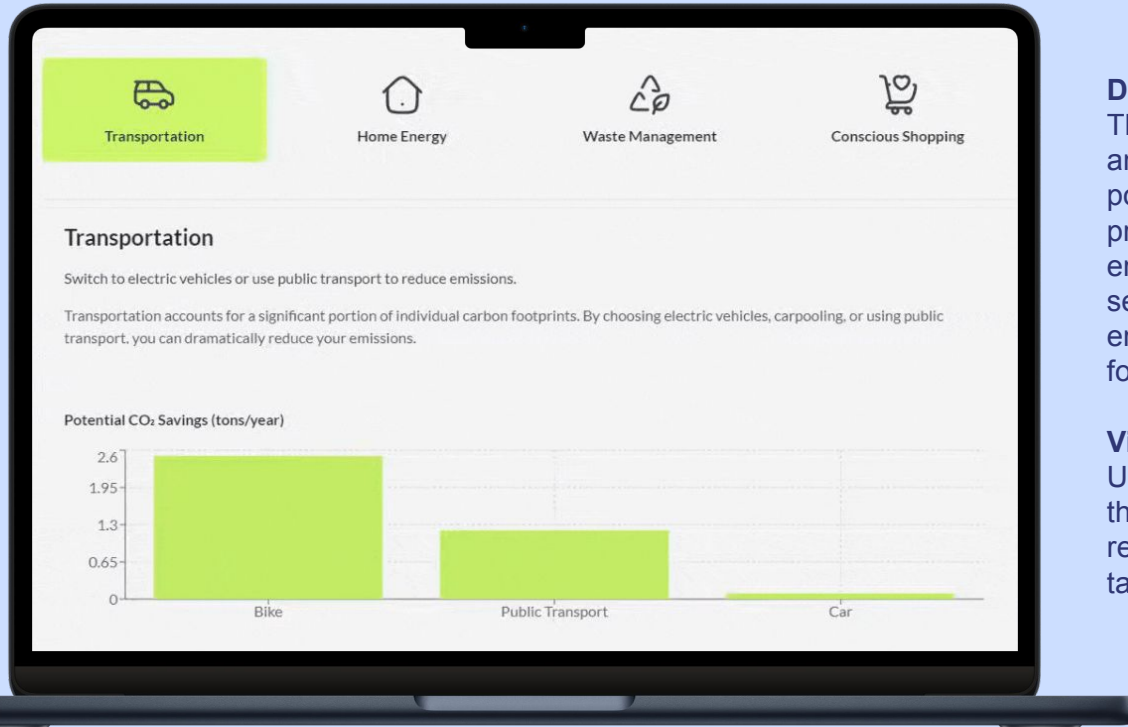 Transportation
Home Energy
Waste Management
Conscious Shopping
Transportation
Switch to electric vehicles or use public transport to reduce emissions.
Transportation accounts for a significant portion of individual carbon footprints. By choosing electric vehicles, carpooling, or using public
transport, you can dramatically reduce your emissions.
Potential CO₂ Savings (tons/year)
2.6
1.95
1.3
0.65
0
Bike
Public Transport
Car